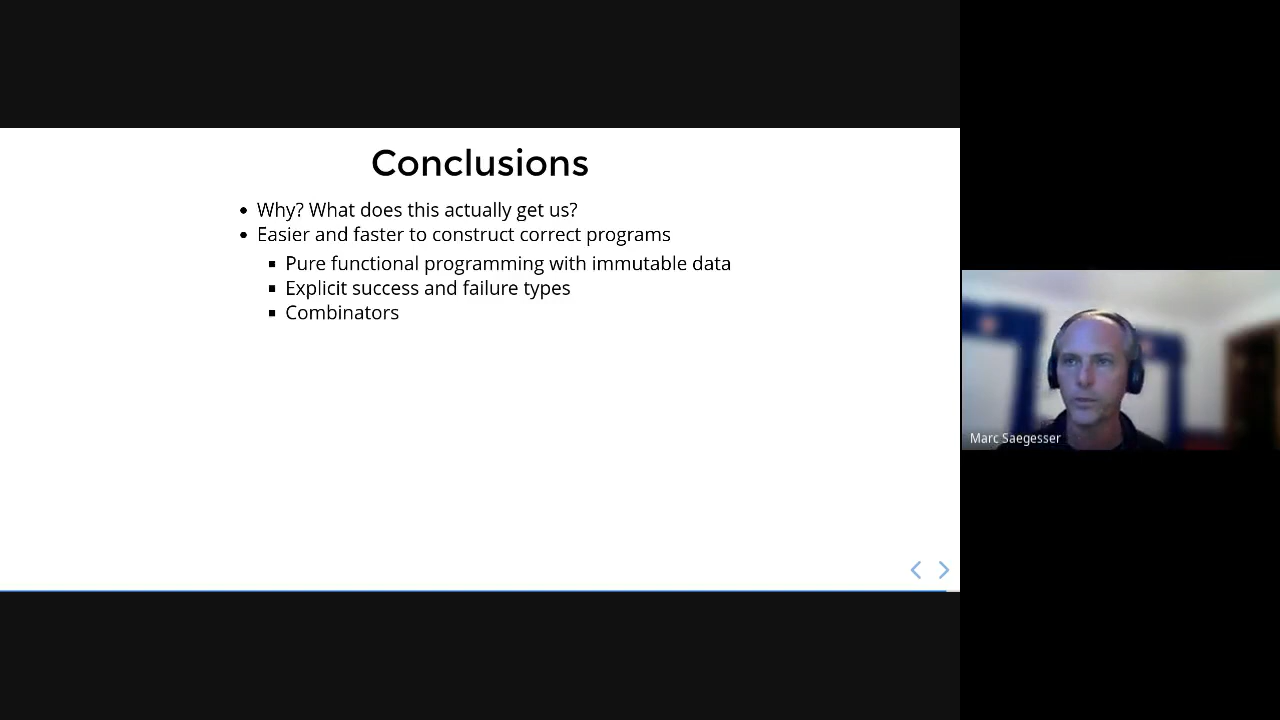 Conclusions
Why? What does this actually get us?
Easier and faster to construct correct programs
Pure functional programming with immutable data
Explicit success and failure types
Combinators
Marc Saegesser